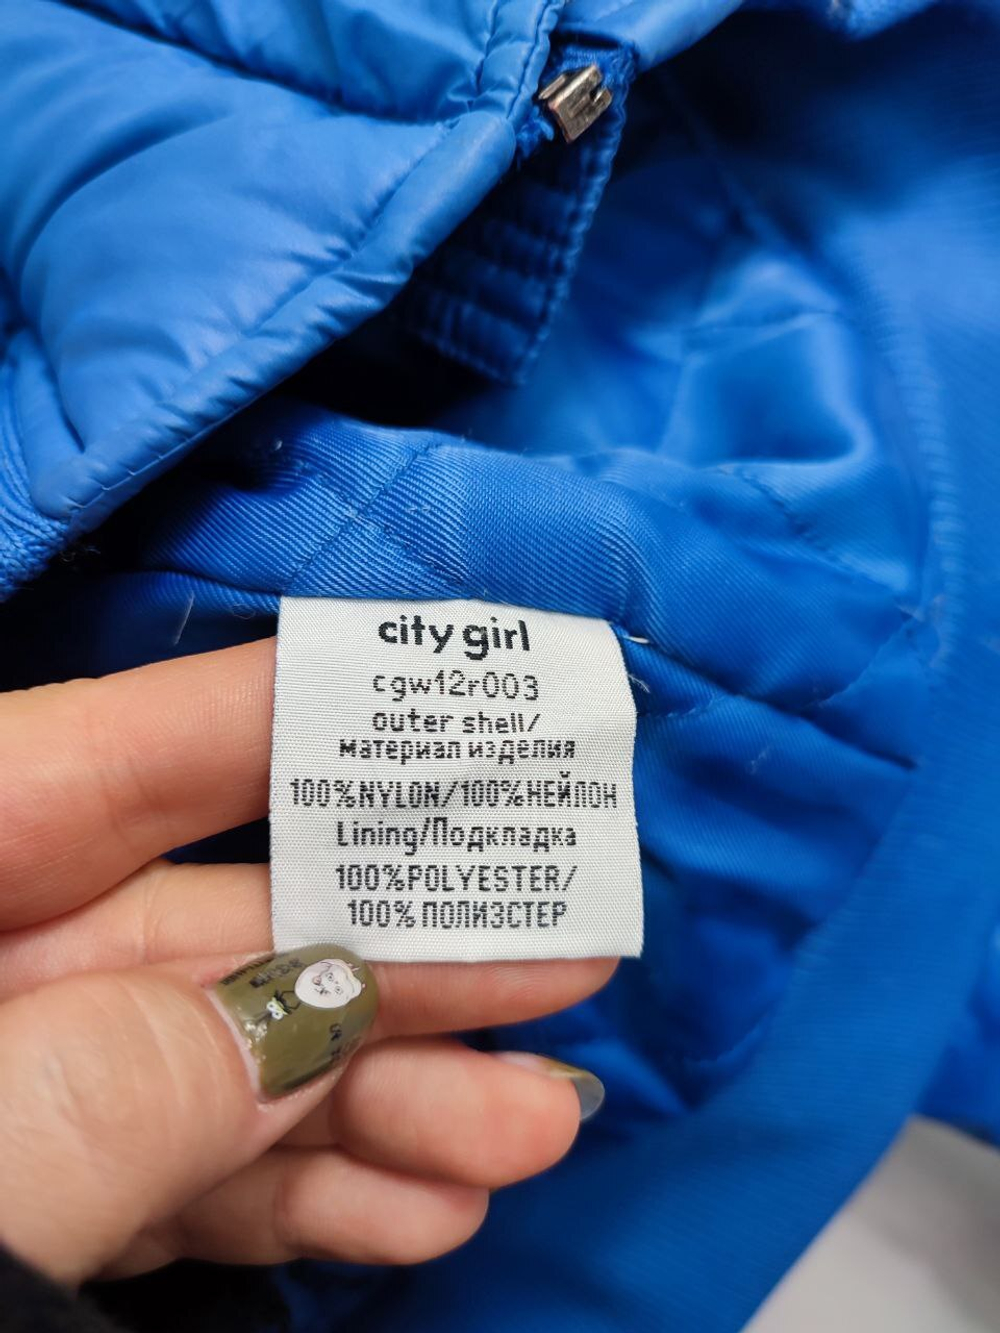 city girl
cgw12r003
outer shell/
материал изделия
100%NYLON/100%НЕЙЛОН
Lining/Подкладка
100%POLYESTER/
100%ПОЛИЭСТЕР